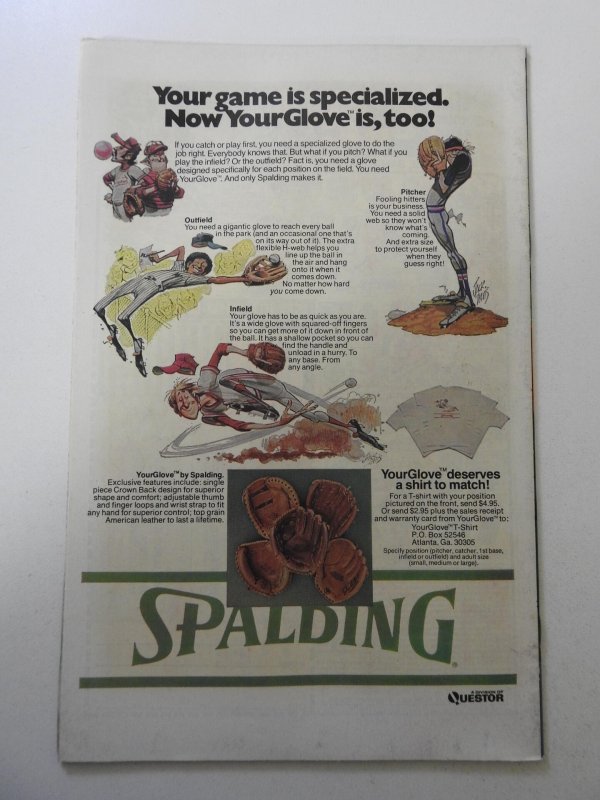 Your game is specialized.
Now YourGlove™ is, too!
If you catch or play first, you need a specialized glove to do the
job right. Everybody knows that. But what if you pitch? What if you
play the infield? Or the outfield? Fact is, you need a glove
designed specifically for each position on the field. You need
YourGlove™. And only Spalding makes it.
Pitcher
Fooling hitters
is your business.
You need a solid
web so they won't
know what's
coming.
And extra size
to protect yourself
when they
guess right!
Outfield
You need a gigantic glove to reach every ball
in the park (and an occasional one that's
on its way out of it). The extra
flexible H-web helps you
line up the ball in
the air and hang
onto it when it
comes down.
No matter how hard
you come down.
Infield
Your glove has to be as quick as you are.
It's a wide glove with squared-off fingers
so you can get more of it down in front of
the ball. It has a shallow pocket so you can
find the handle and
unload in a hurry. To
any base. From
any angle.
YourGlove™ by Spalding.
Exclusive features include: single
piece Crown Back design for superior
shape and comfort; adjustable thumb
and finger loops and wrist strap to fit
any hand for superior control; top grain
American leather to last a lifetime.
YourGlove™ deserves
a shirt to match!
For a T-shirt with your position
pictured on the front, send $4.95.
Or send $2.95 plus the sales receipt
and warranty card from YourGlove™ to:
YourGlove™ T-Shirt
P.O. Box 52546
Atlanta, Ga. 30305
Specify position (pitcher, catcher, 1st base,
infield or outfield) and adult size
(small, medium or large).
SPALDING®
A DIVISION OF
QUESTOR